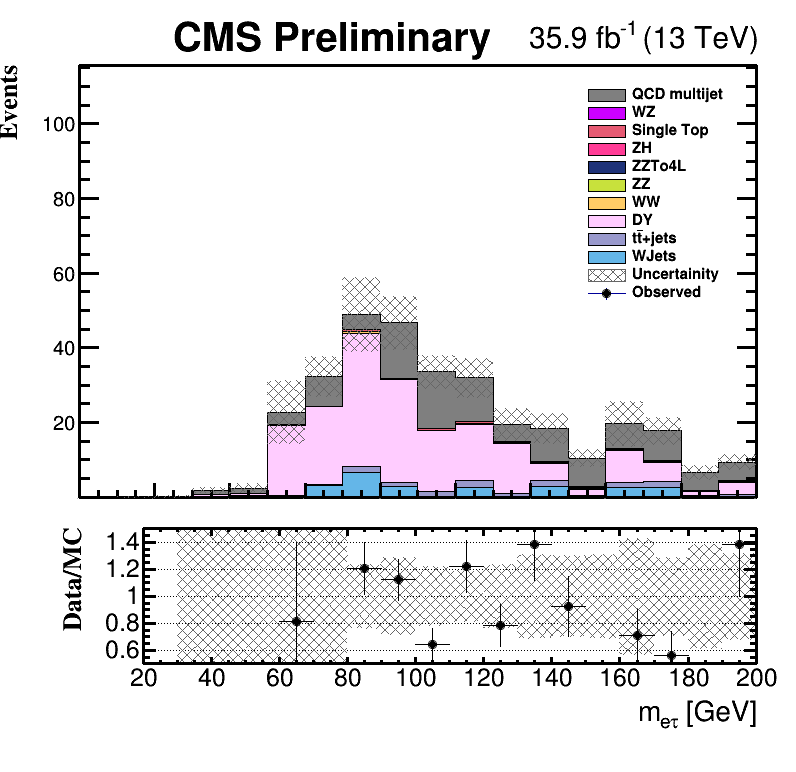 CMS Preliminary 35.9 fb-1 (13 TeV)
Events
100
80
60
40
20
QCD multijet
WZ
Single Top
ZH
ZZTo4L
ZZ
WW
DY
tt̄+jets
WJets
Uncertainity
Observed
Data/MC
1.4
1.2
1
0.8
0.6
20 40 60 80 100 120 140 160 180 200
meτ [GeV]